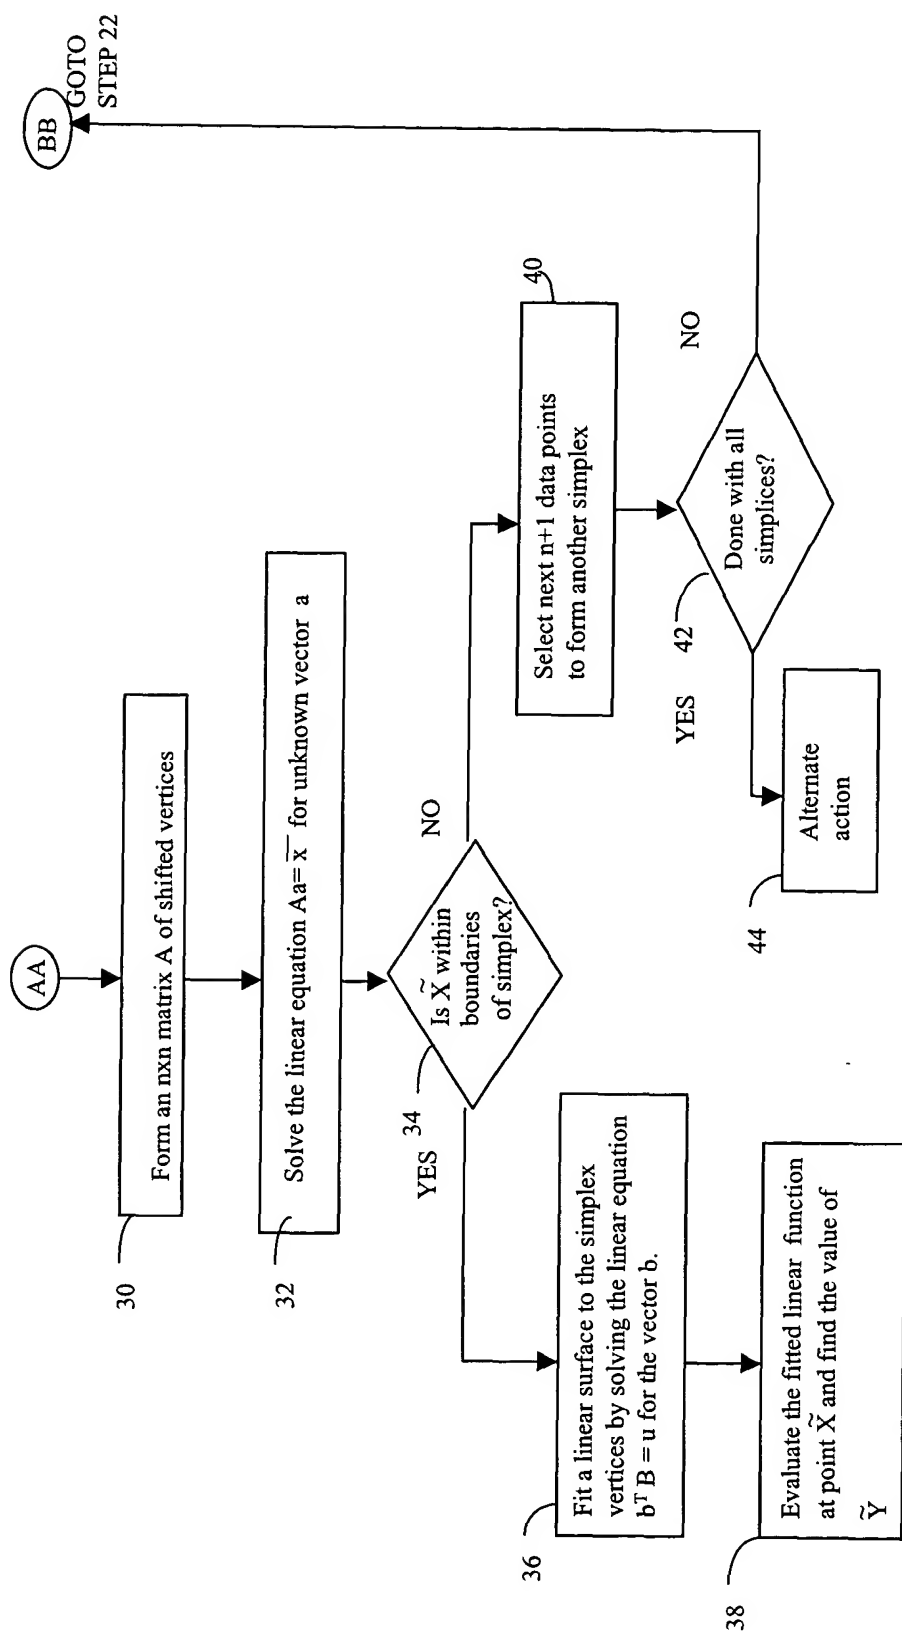 AA
BB
GOTO
STEP 22
30
Form an nxn matrix A of shifted vertices
32
Solve the linear equation Aa= x̅ for unknown vector a
34
Is X̃ within
boundaries
of simplex?
YES
NO
36
Fit a linear surface to the simplex
vertices by solving the linear equation
bᵀ B = u for the vector b.
38
Evaluate the fitted linear function
at point X̃ and find the value of
Ỹ
40
Select next n+1 data points
to form another simplex
42
Done with all
simplices?
YES
NO
44
Alternate
action